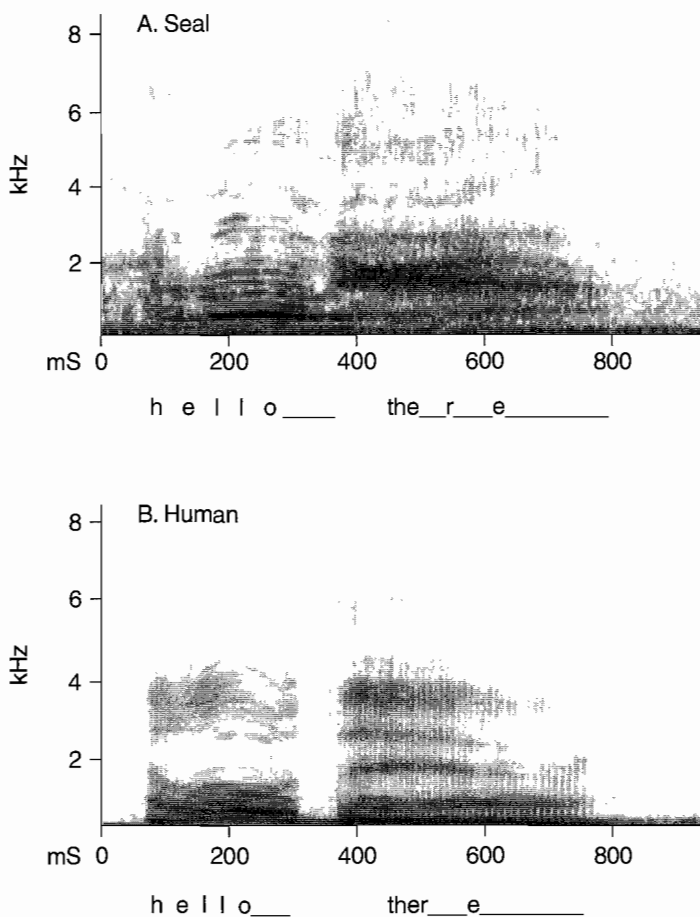 A. Seal
8
6
4
2
kHz
mS 0 200 400 600 800
h e l l o____ the__r___e________
B. Human
8
6
4
2
kHz
mS 0 200 400 600 800
h e l l o___ ther___e________